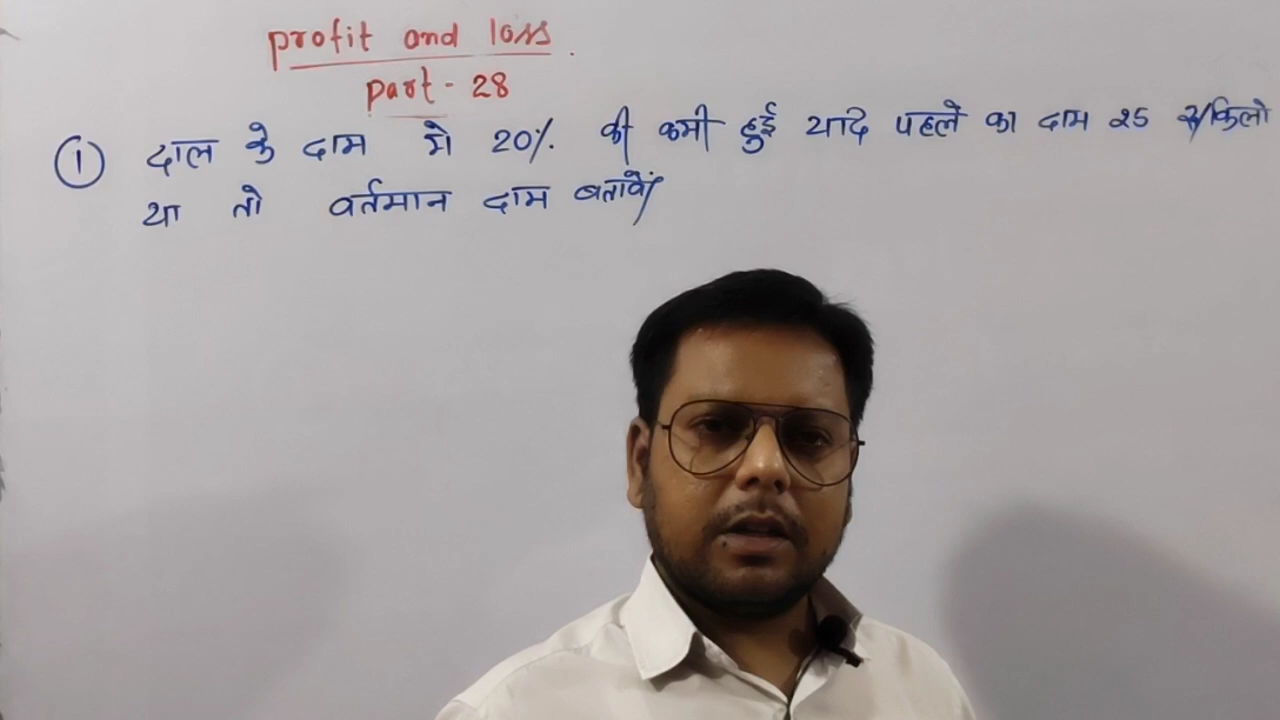 profit and loss
part - 28
① दाल के दाम मे 20% की कमी हुई यदि पहले का दाम 25 रु/किलो
था तो वर्तमान दाम बतावें/